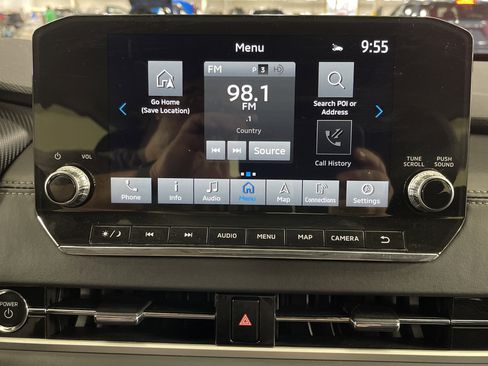 Menu
9:55
FM P 3 HD
Go Home
(Save Location)
98.1
FM
.1
Country
Source
Search POI or
Address
Call History
VOL
TUNE
SCROLL
PUSH
SOUND
Phone
Info
Audio
Menu
Map
Connections
Settings
AUDIO
MENU
MAP
CAMERA
POWER